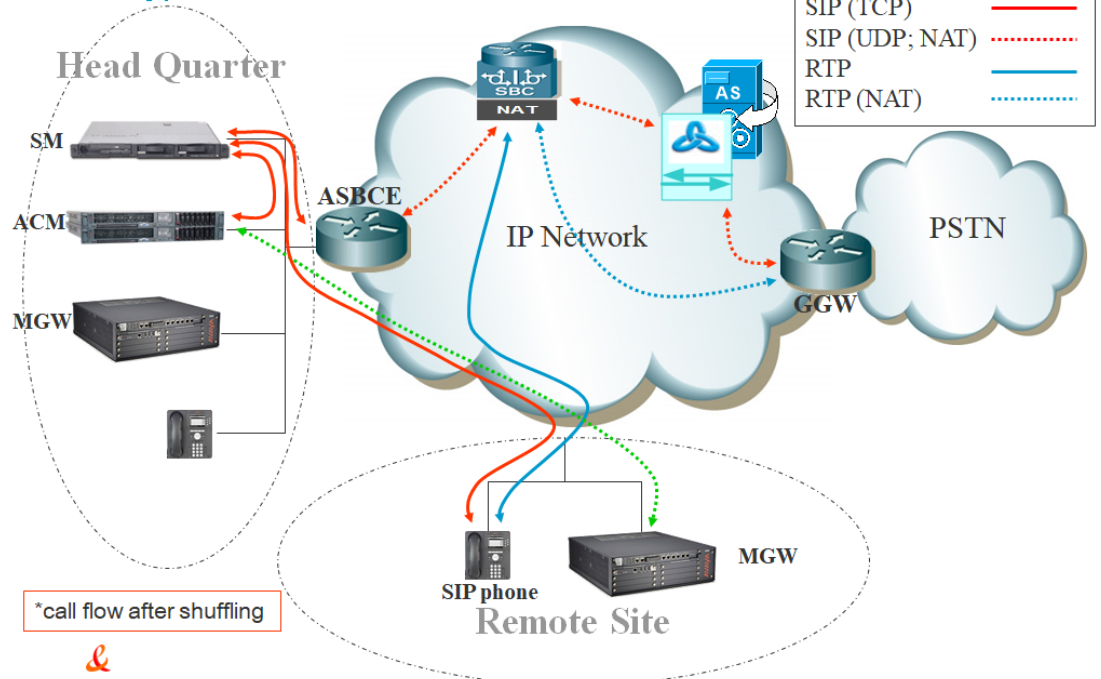 SIP (TCP)
SIP (UDP; NAT)
RTP
RTP (NAT)
Head Quarter
SM
ACM
MGW
ASBCE
SBC
NAT
AS
IP Network
GGW
PSTN
SIP phone
MGW
Remote Site
*call flow after shuffling
&